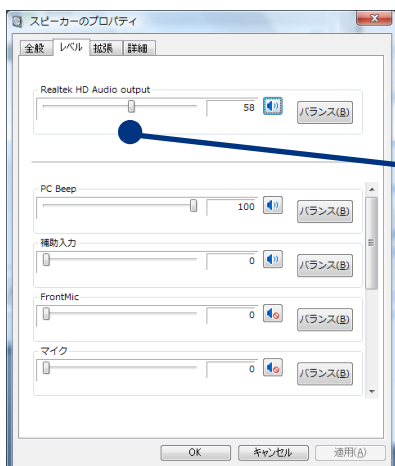 スピーカーのプロパティ
全般 レベル 拡張 詳細
Realtek HD Audio output
58 バランス(B)
PC Beep
100 バランス(B)
補助入力
0 バランス(B)
FrontMic
0 バランス(B)
マイク
0 バランス(B)
OK キャンセル 適用(A)